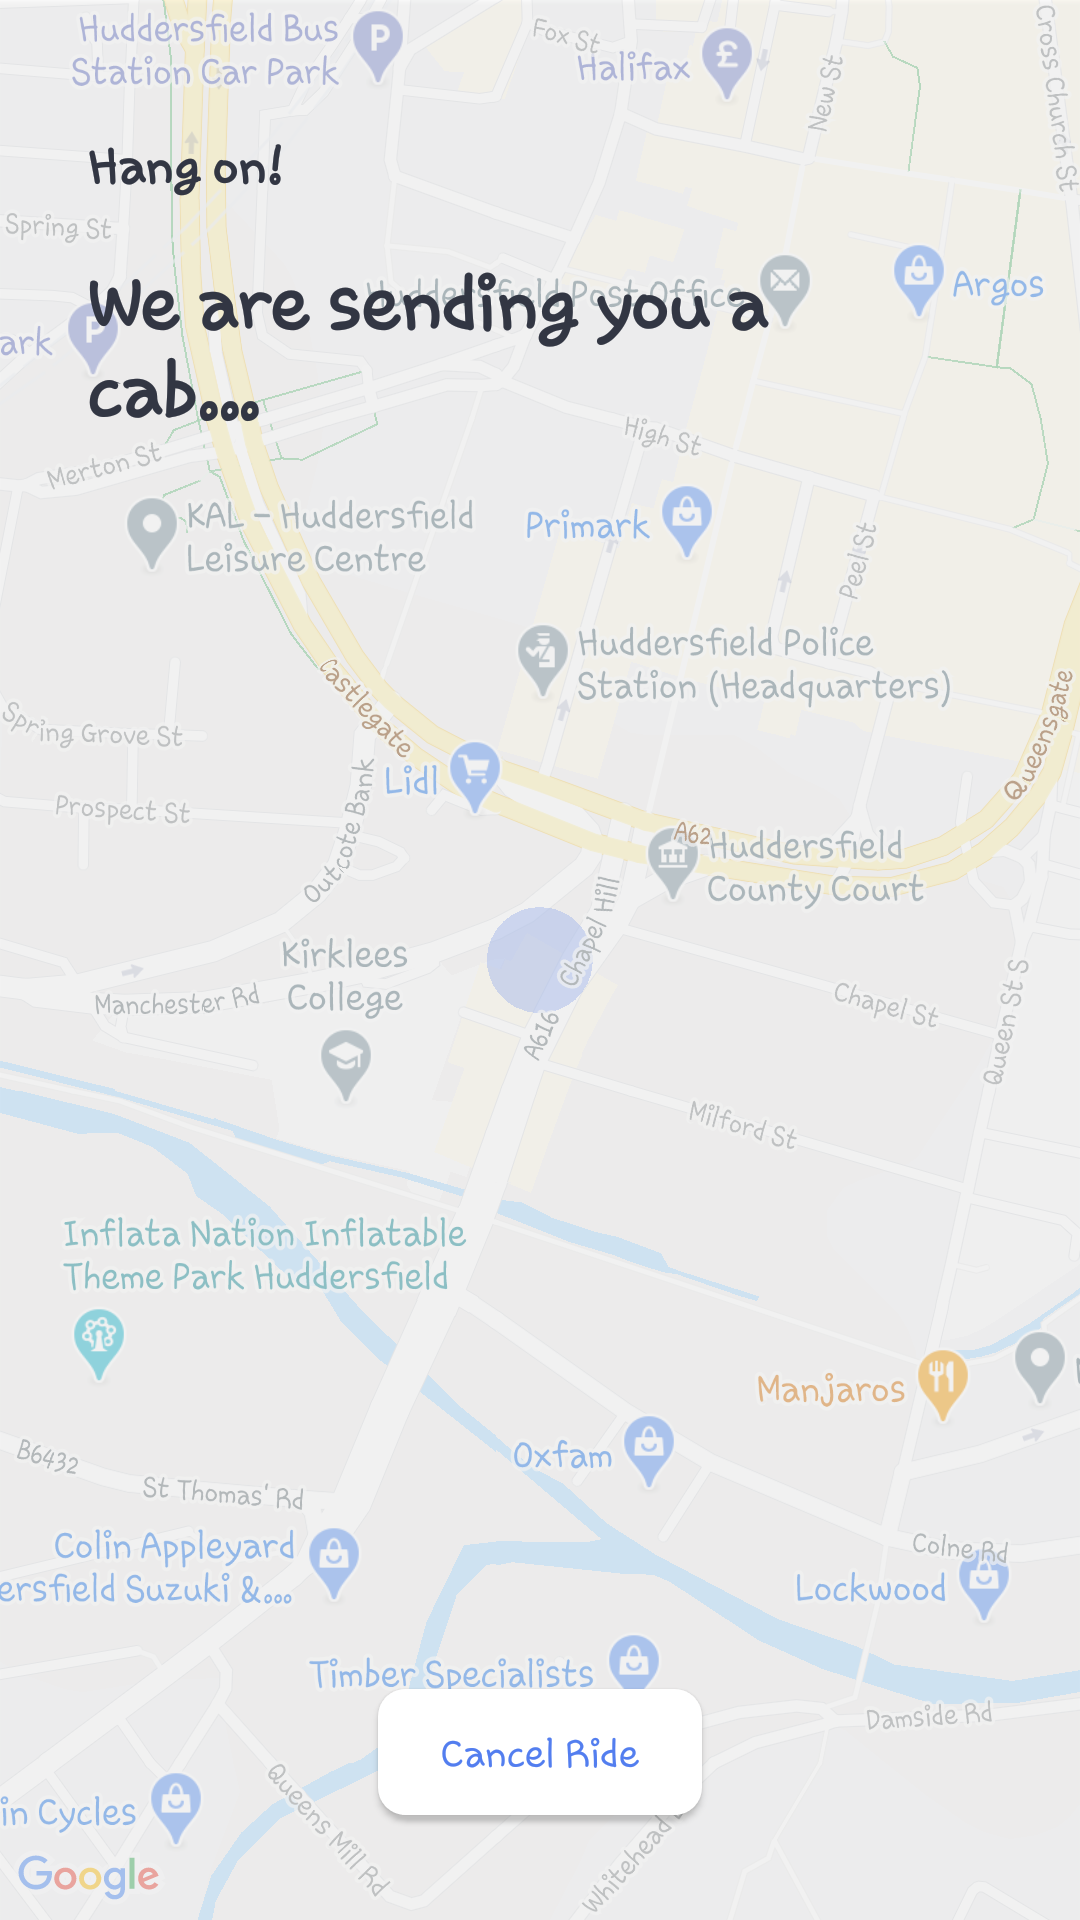 Huddersfield Bus
Station Car Park
Fox St
Halifax
New St
Cross Church St
Hang on!
Spring St
Huddersfield Post Office
Argos
We are sending you a
cab...
ark
High St
Merton St
KAL – Huddersfield
Leisure Centre
Primark
Peel St
Huddersfield Police
Station (Headquarters)
Castlegate
Queensgate
Spring Grove St
Lidl
Prospect St
Outcote Bank
A62
Huddersfield
County Court
Chapel Hill
Kirklees
College
Manchester Rd
Chapel St
Queen St S
A616
Milford St
Inflata Nation Inflatable
Theme Park Huddersfield
Manjaros
Oxfam
B6432
St Thomas' Rd
Colin Appleyard
ersfield Suzuki &...
Colne Rd
Lockwood
Timber Specialists
Damside Rd
Cancel Ride
Queens Mill Rd
in Cycles
Whitehead
Google